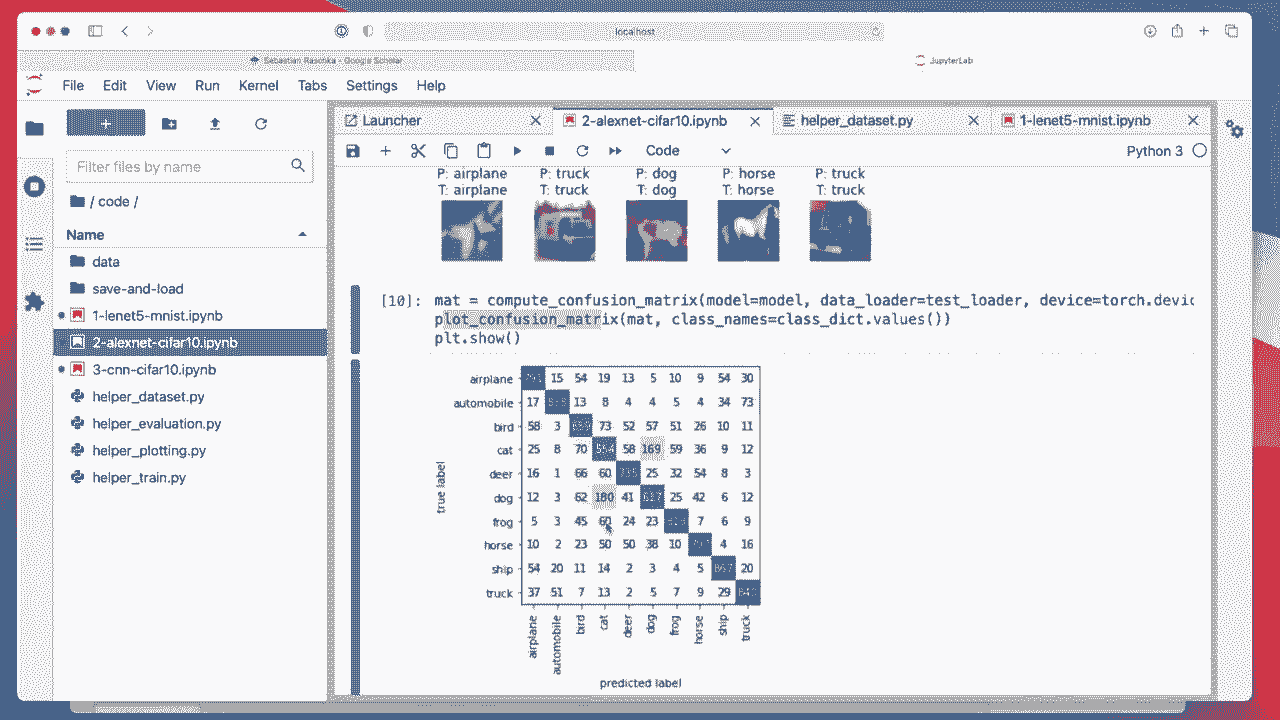 localhost
Sebastian Raschka - Google Scholar
JupyterLab
File Edit View Run Kernel Tabs Settings Help
Launcher
2-alexnet-cifar10.ipynb
helper_dataset.py
1-lenet5-mnist.ipynb
Code
Python 3
Filter files by name
/ code /
Name
data
save-and-load
1-lenet5-mnist.ipynb
2-alexnet-cifar10.ipynb
3-cnn-cifar10.ipynb
helper_dataset.py
helper_evaluation.py
helper_plotting.py
helper_train.py
P: airplane P: truck P: dog P: horse P: truck
T: airplane T: truck T: dog T: horse T: truck
[10]: mat = compute_confusion_matrix(model=model, data_loader=test_loader, device=torch.devic
plot_confusion_matrix(mat, class_names=class_dict.values())
plt.show()
airplane 15 54 19 13 5 10 9 54 30
automobile 17 13 8 4 4 5 4 34 73
bird 58 3 73 52 57 51 26 10 11
cat 25 8 70 58 169 59 36 9 12
deer 16 1 66 60 25 32 54 8 3
dog 12 3 62 180 41 25 42 6 12
frog 5 3 45 60 24 23 7 6 9
horse 10 2 23 50 50 38 10 4 16
ship 54 20 11 14 2 3 4 5 867 20
truck 37 51 7 13 2 5 7 9 29
true label
airplane automobile bird cat deer dog frog horse ship truck
predicted label